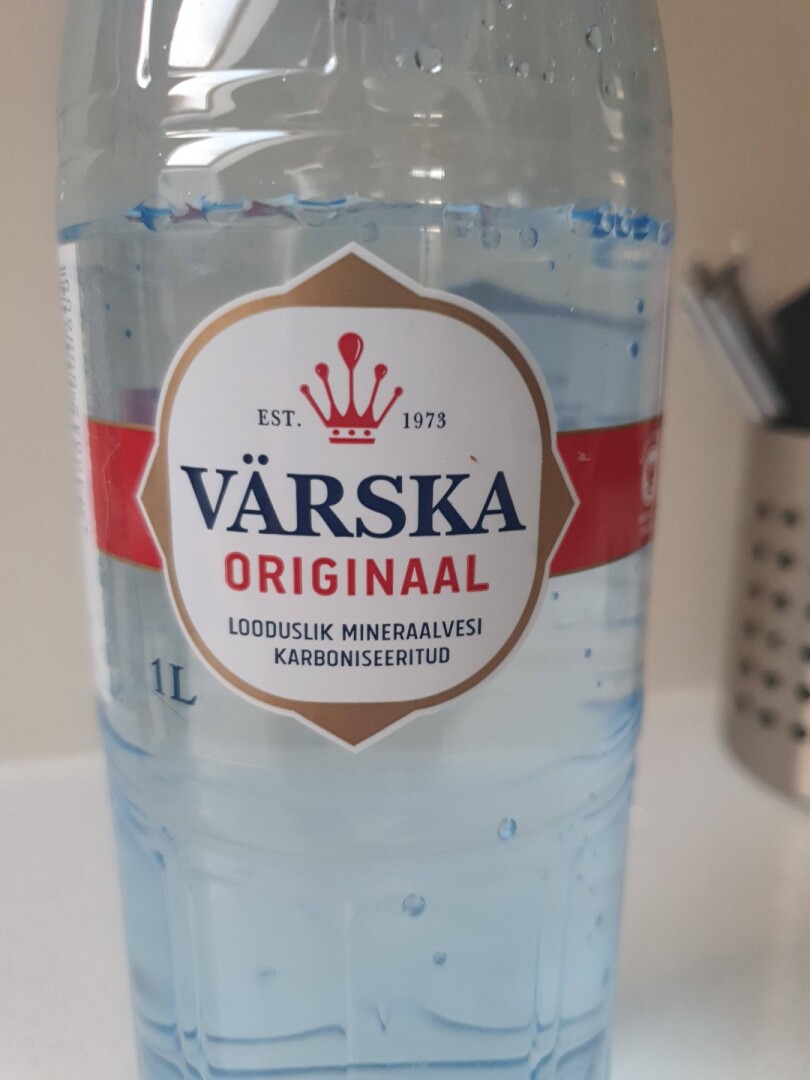 EST. 1973
VÄRSKA
ORIGINAAL
LOODUSLIK MINERAALVESI
KARBONISEERITUD
1L